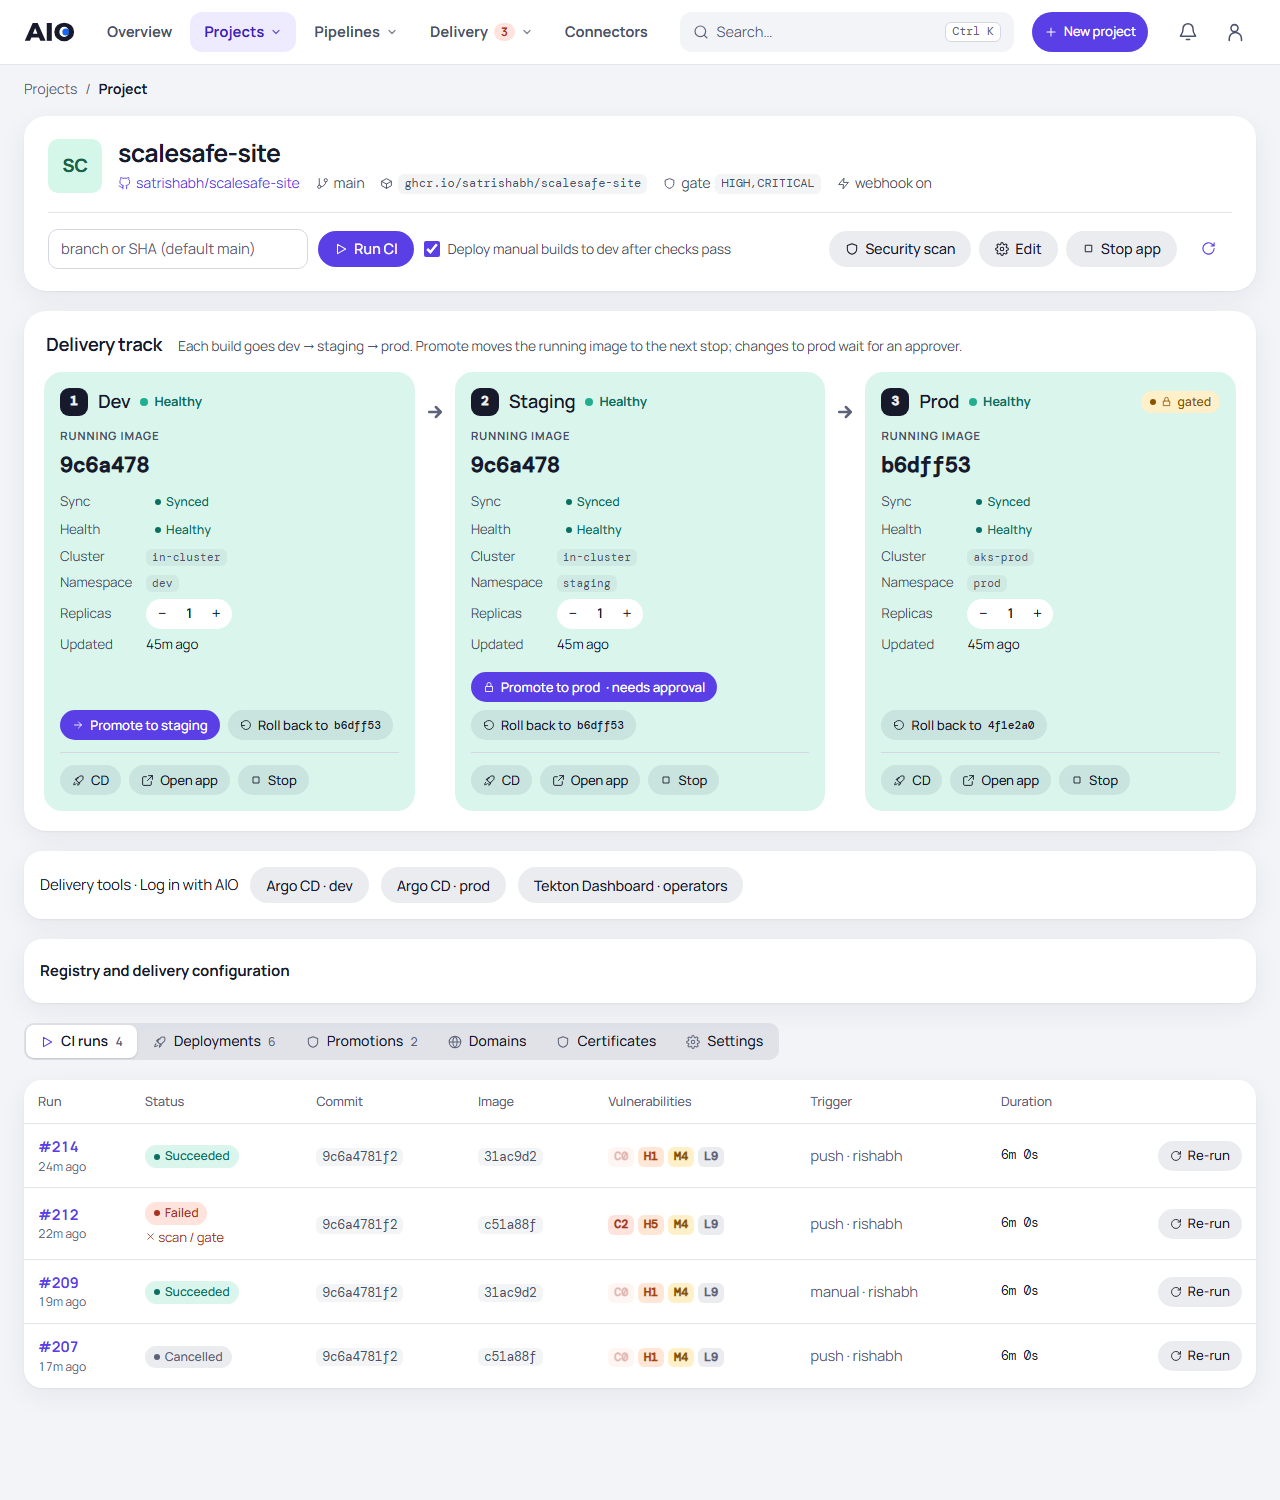 AIO Overview Projects Pipelines Delivery 3 Connectors Search... Ctrl K + New project
Projects / Project
SC
scalesafe-site
satrishabh/scalesafe-site main ghcr.io/satrishabh/scalesafe-site gate HIGH,CRITICAL webhook on
branch or SHA (default main) Run CI Deploy manual builds to dev after checks pass Security scan Edit Stop app
Delivery track Each build goes dev → staging → prod. Promote moves the running image to the next stop; changes to prod wait for an approver.
1 Dev Healthy
RUNNING IMAGE
9c6a478
Sync Synced
Health Healthy
Cluster in-cluster
Namespace dev
Replicas − 1 +
Updated 45m ago
→ Promote to staging Roll back to b6dff53
CD Open app Stop
→
2 Staging Healthy
RUNNING IMAGE
9c6a478
Sync Synced
Health Healthy
Cluster in-cluster
Namespace staging
Replicas − 1 +
Updated 45m ago
Promote to prod · needs approval
Roll back to b6dff53
CD Open app Stop
→
3 Prod Healthy gated
RUNNING IMAGE
b6dff53
Sync Synced
Health Healthy
Cluster aks-prod
Namespace prod
Replicas − 1 +
Updated 45m ago
Roll back to 4f1e2a0
CD Open app Stop
Delivery tools · Log in with AIO Argo CD · dev Argo CD · prod Tekton Dashboard · operators
Registry and delivery configuration
CI runs 4 Deployments 6 Promotions 2 Domains Certificates Settings
Run Status Commit Image Vulnerabilities Trigger Duration
#214 Succeeded 9c6a4781f2 31ac9d2 C0 H1 M4 L9 push · rishabh 6m 0s Re-run
24m ago
#212 Failed 9c6a4781f2 c51a88f C2 H5 M4 L9 push · rishabh 6m 0s Re-run
22m ago × scan / gate
#209 Succeeded 9c6a4781f2 31ac9d2 C0 H1 M4 L9 manual · rishabh 6m 0s Re-run
19m ago
#207 Cancelled 9c6a4781f2 c51a88f C0 H1 M4 L9 push · rishabh 6m 0s Re-run
17m ago